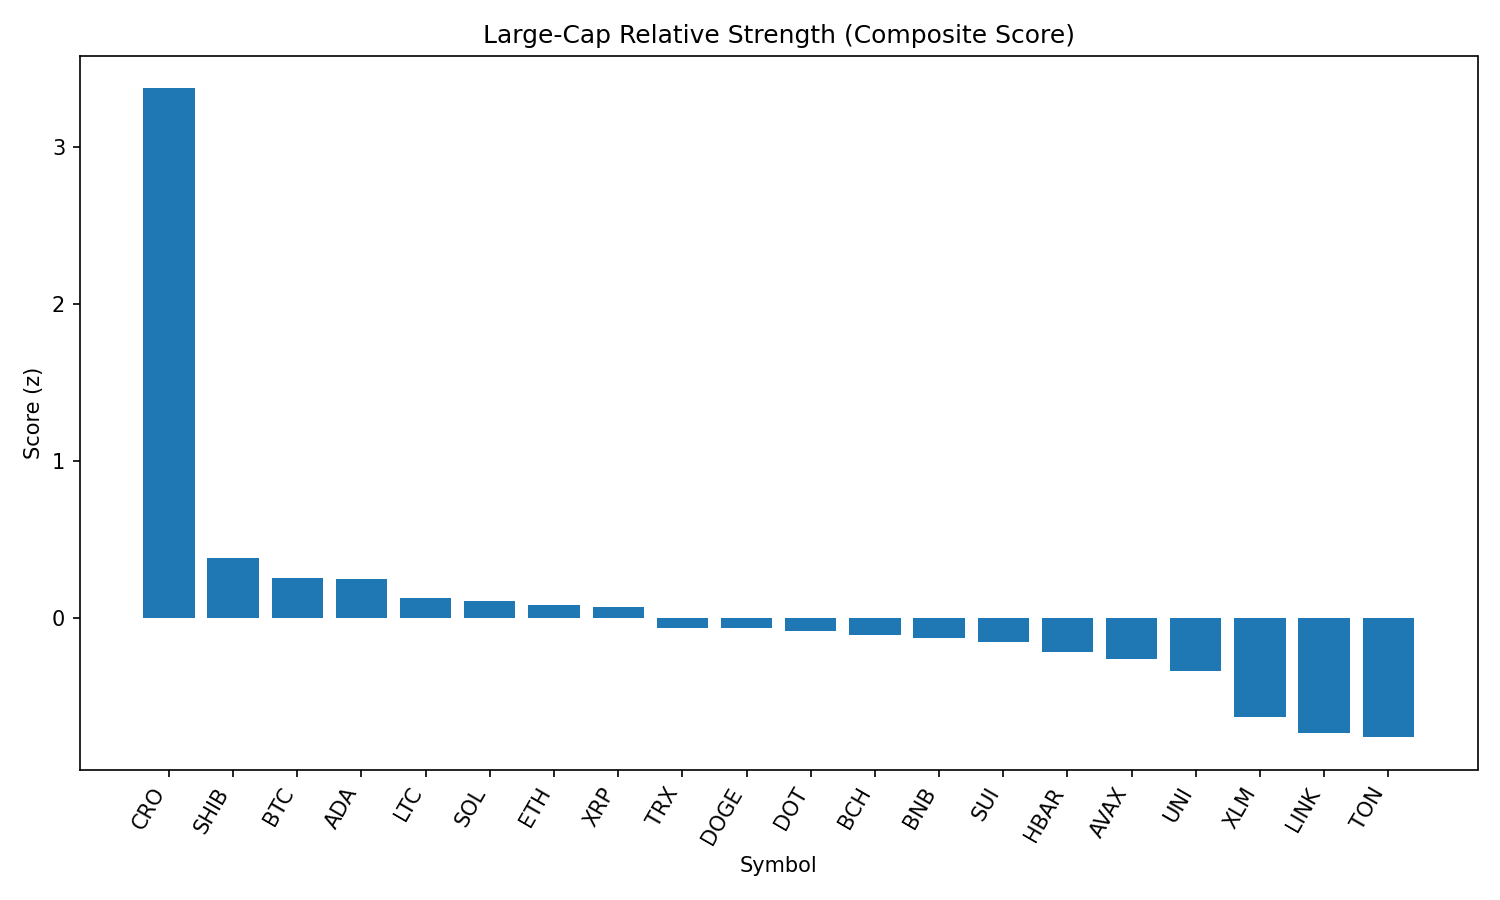 Large-Cap Relative Strength (Composite Score)
Score (z)
3
2
1
0
CRO
SHIB
BTC
ADA
LTC
SOL
ETH
XRP
TRX
DOGE
DOT
BCH
BNB
SUI
HBAR
AVAX
UNI
XLM
LINK
TON
Symbol